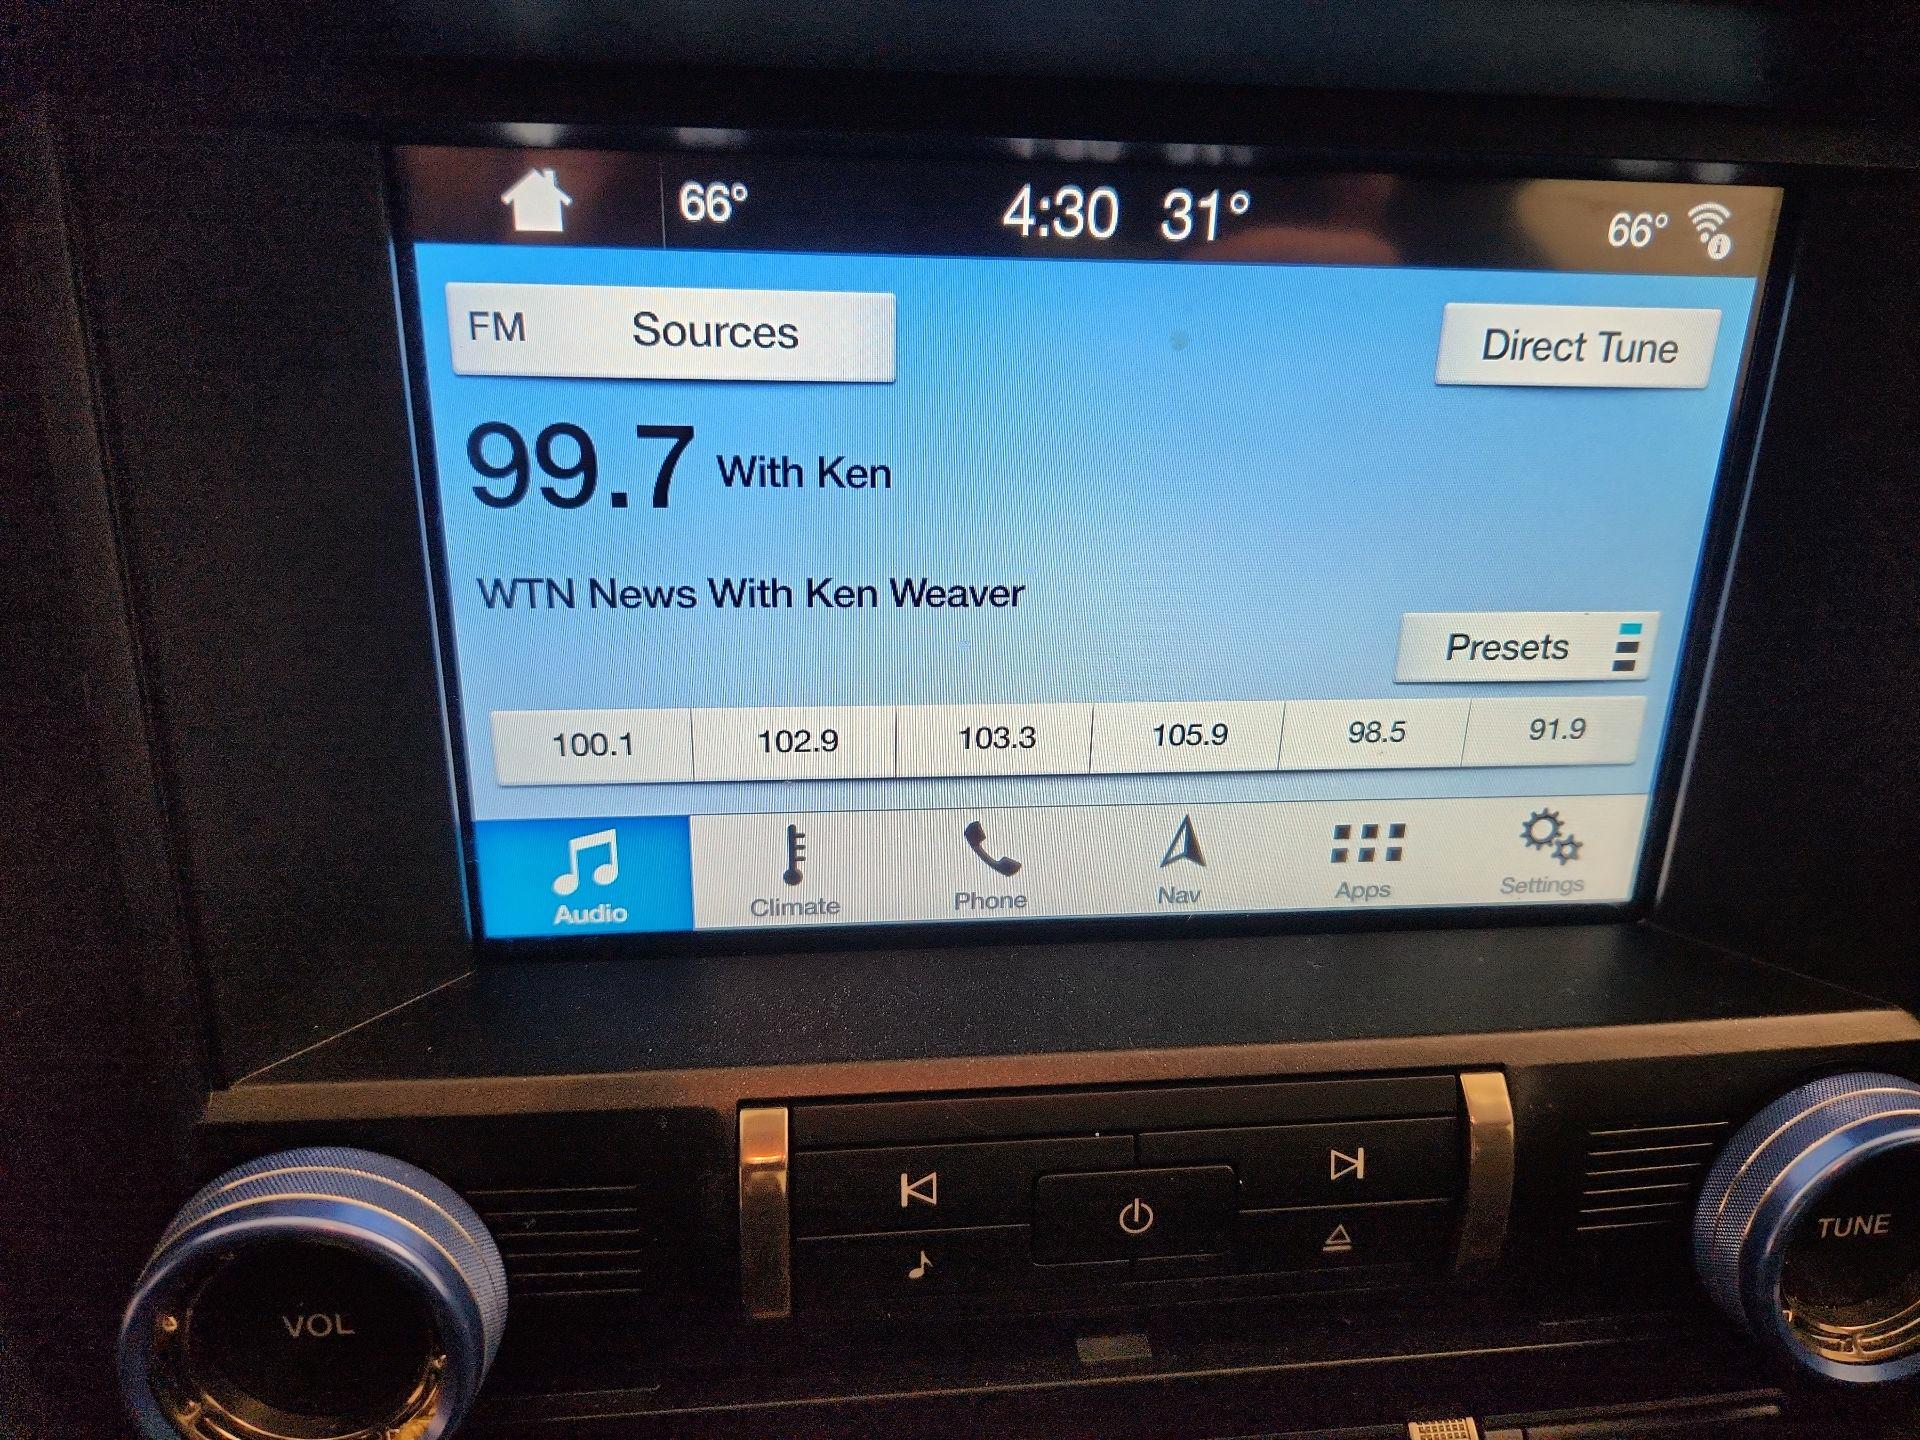 66° 4:30 31° 66°
FM Sources Direct Tune
99.7 With Ken
WTN News With Ken Weaver
Presets
100.1 102.9 103.3 105.9 98.5 91.9
Audio Climate Phone Nav Apps Settings
VOL TUNE